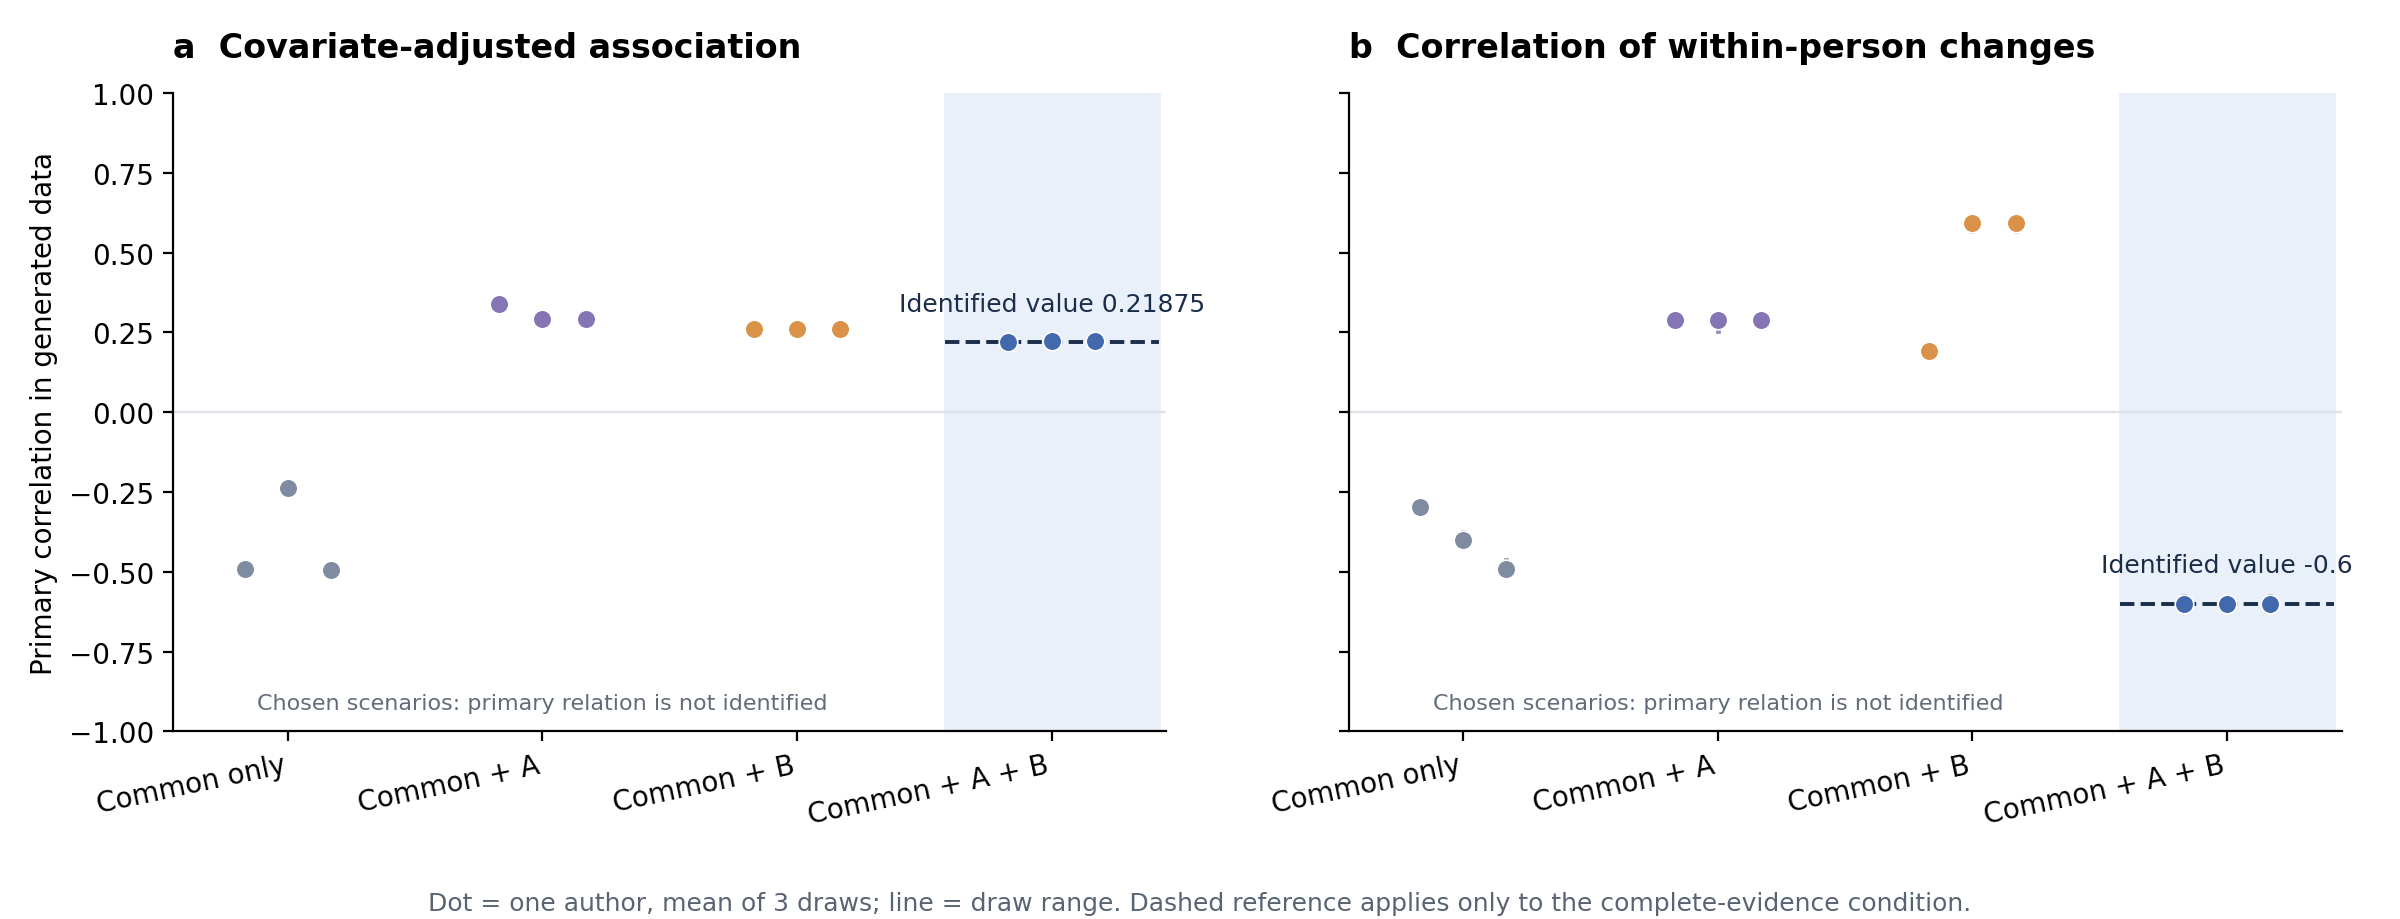 a  Covariate-adjusted association
b  Correlation of within-person changes
Primary correlation in generated data
1.00
0.75
0.50
0.25
0.00
−0.25
−0.50
−0.75
−1.00
Identified value 0.21875
Chosen scenarios: primary relation is not identified
Common only
Common + A
Common + B
Common + A + B
Identified value -0.6
Chosen scenarios: primary relation is not identified
Common only
Common + A
Common + B
Common + A + B
Dot = one author, mean of 3 draws; line = draw range. Dashed reference applies only to the complete-evidence condition.